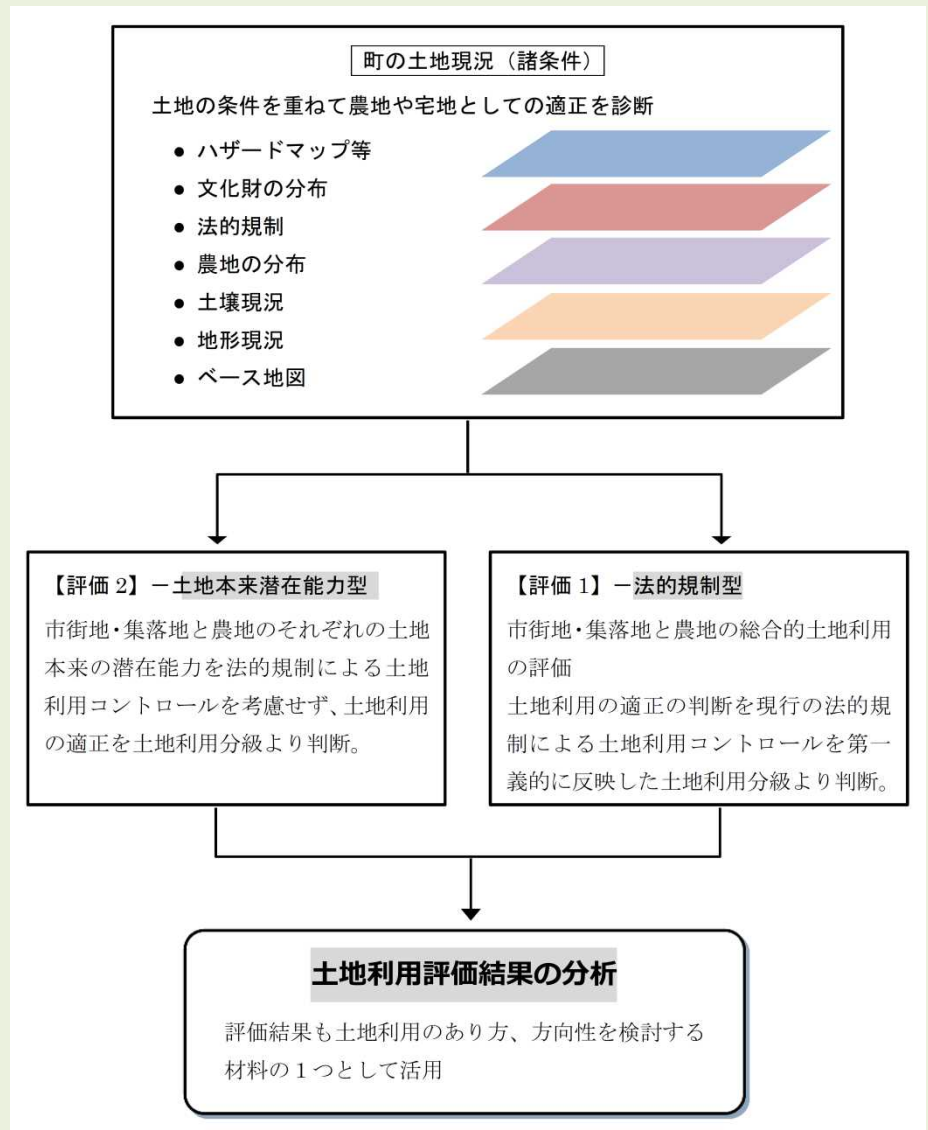 町の土地現況（諸条件）
土地の条件を重ねて農地や宅地としての適正を診断
● ハザードマップ等
● 文化財の分布
● 法的規制
● 農地の分布
● 土壌現況
● 地形現況
● ベース地図
【評価 2】－土地本来潜在能力型
市街地・集落地と農地のそれぞれの土地
本来の潜在能力を法的規制による土地
利用コントロールを考慮せず、土地利用
の適正を土地利用分級より判断。
【評価 1】－法的規制型
市街地・集落地と農地の総合的土地利用
の評価
土地利用の適正の判断を現行の法的規
制による土地利用コントロールを第一
義的に反映した土地利用分級より判断。
土地利用評価結果の分析
評価結果も土地利用のあり方、方向性を検討する
材料の１つとして活用